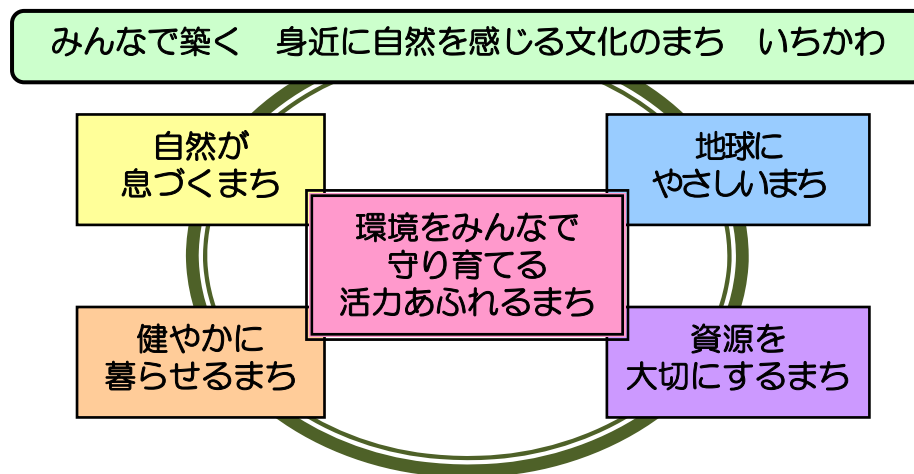 みんなで築く　身近に自然を感じる文化のまち　いちかわ
自然が
息づくまち
地球に
やさしいまち
環境をみんなで
守り育てる
活力あふれるまち
健やかに
暮らせるまち
資源を
大切にするまち